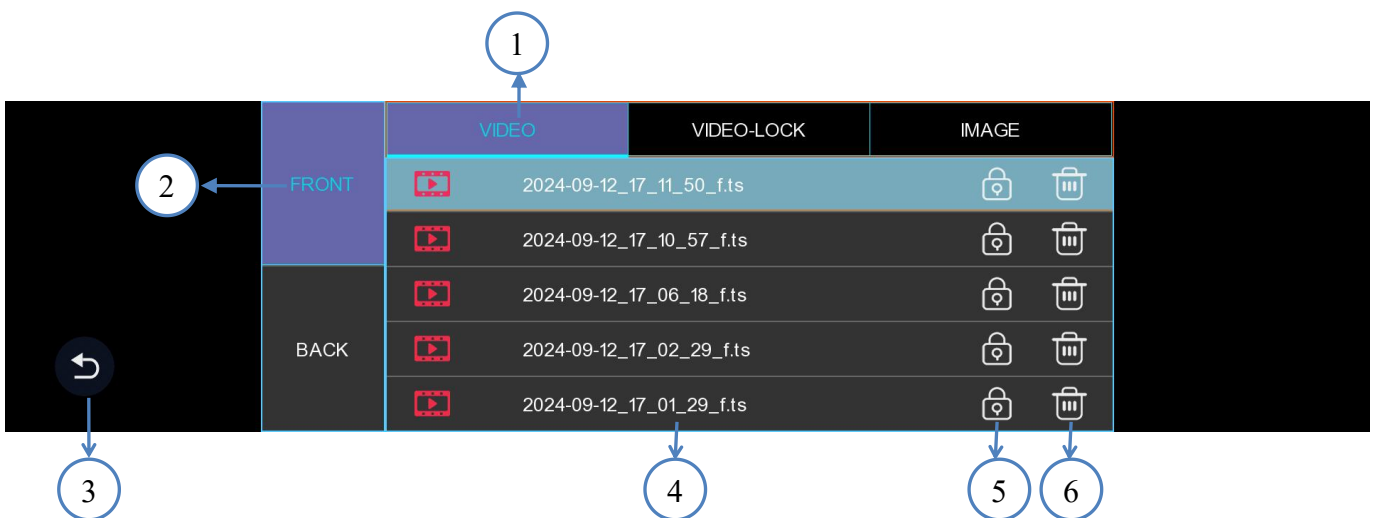 1
VIDEO VIDEO-LOCK IMAGE
2 FRONT 2024-09-12_17_11_50_f.ts
2024-09-12_17_10_57_f.ts
2024-09-12_17_06_18_f.ts
BACK 2024-09-12_17_02_29_f.ts
2024-09-12_17_01_29_f.ts
3 4 5 6